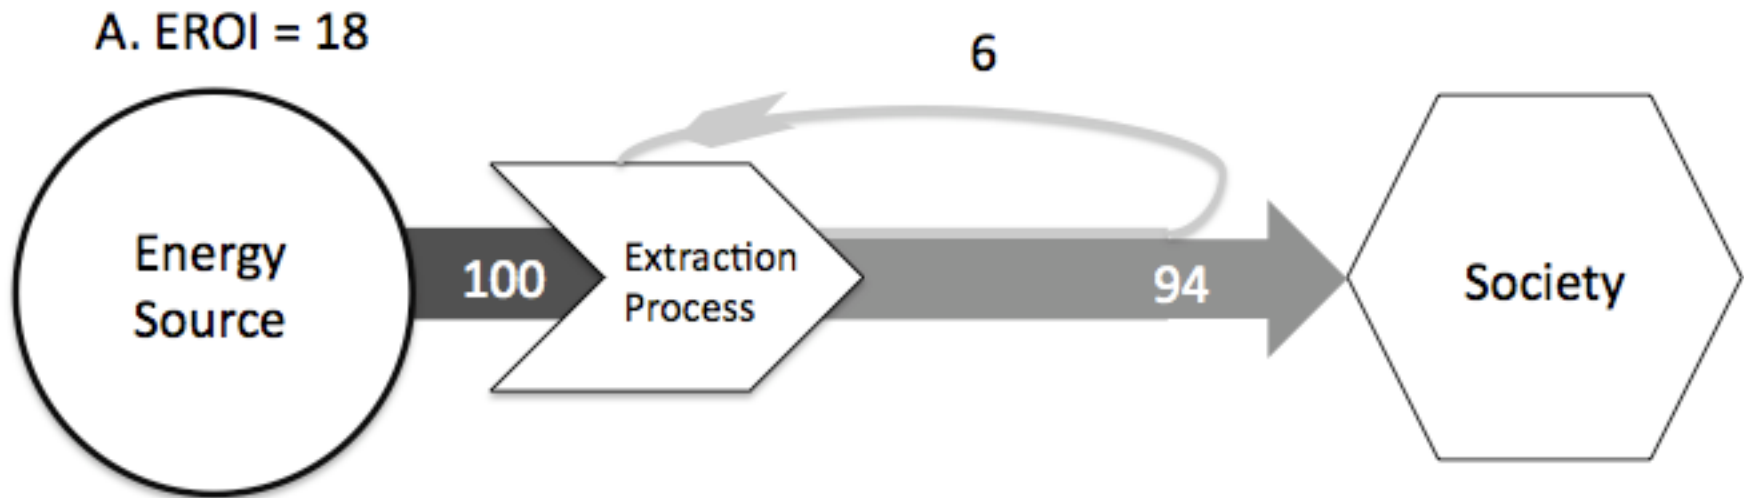 A. EROI = 18
6
Energy
Source
100
Extraction
Process
94
Society